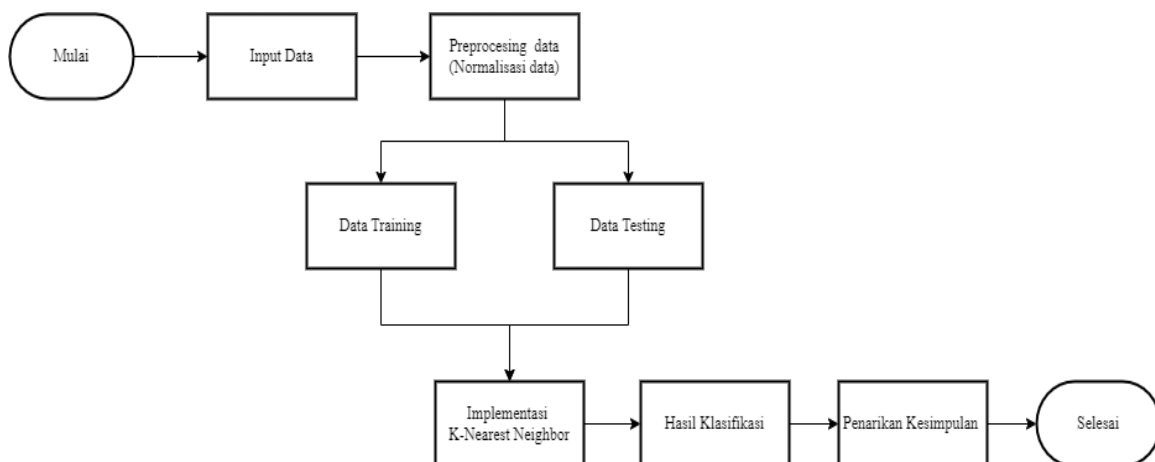 Mulai
Input Data
Preprocesing data
(Normalisasi data)
Data Training
Data Testing
Implementasi
K-Nearest Neighbor
Hasil Klasifikasi
Penarikan Kesimpulan
Selesai